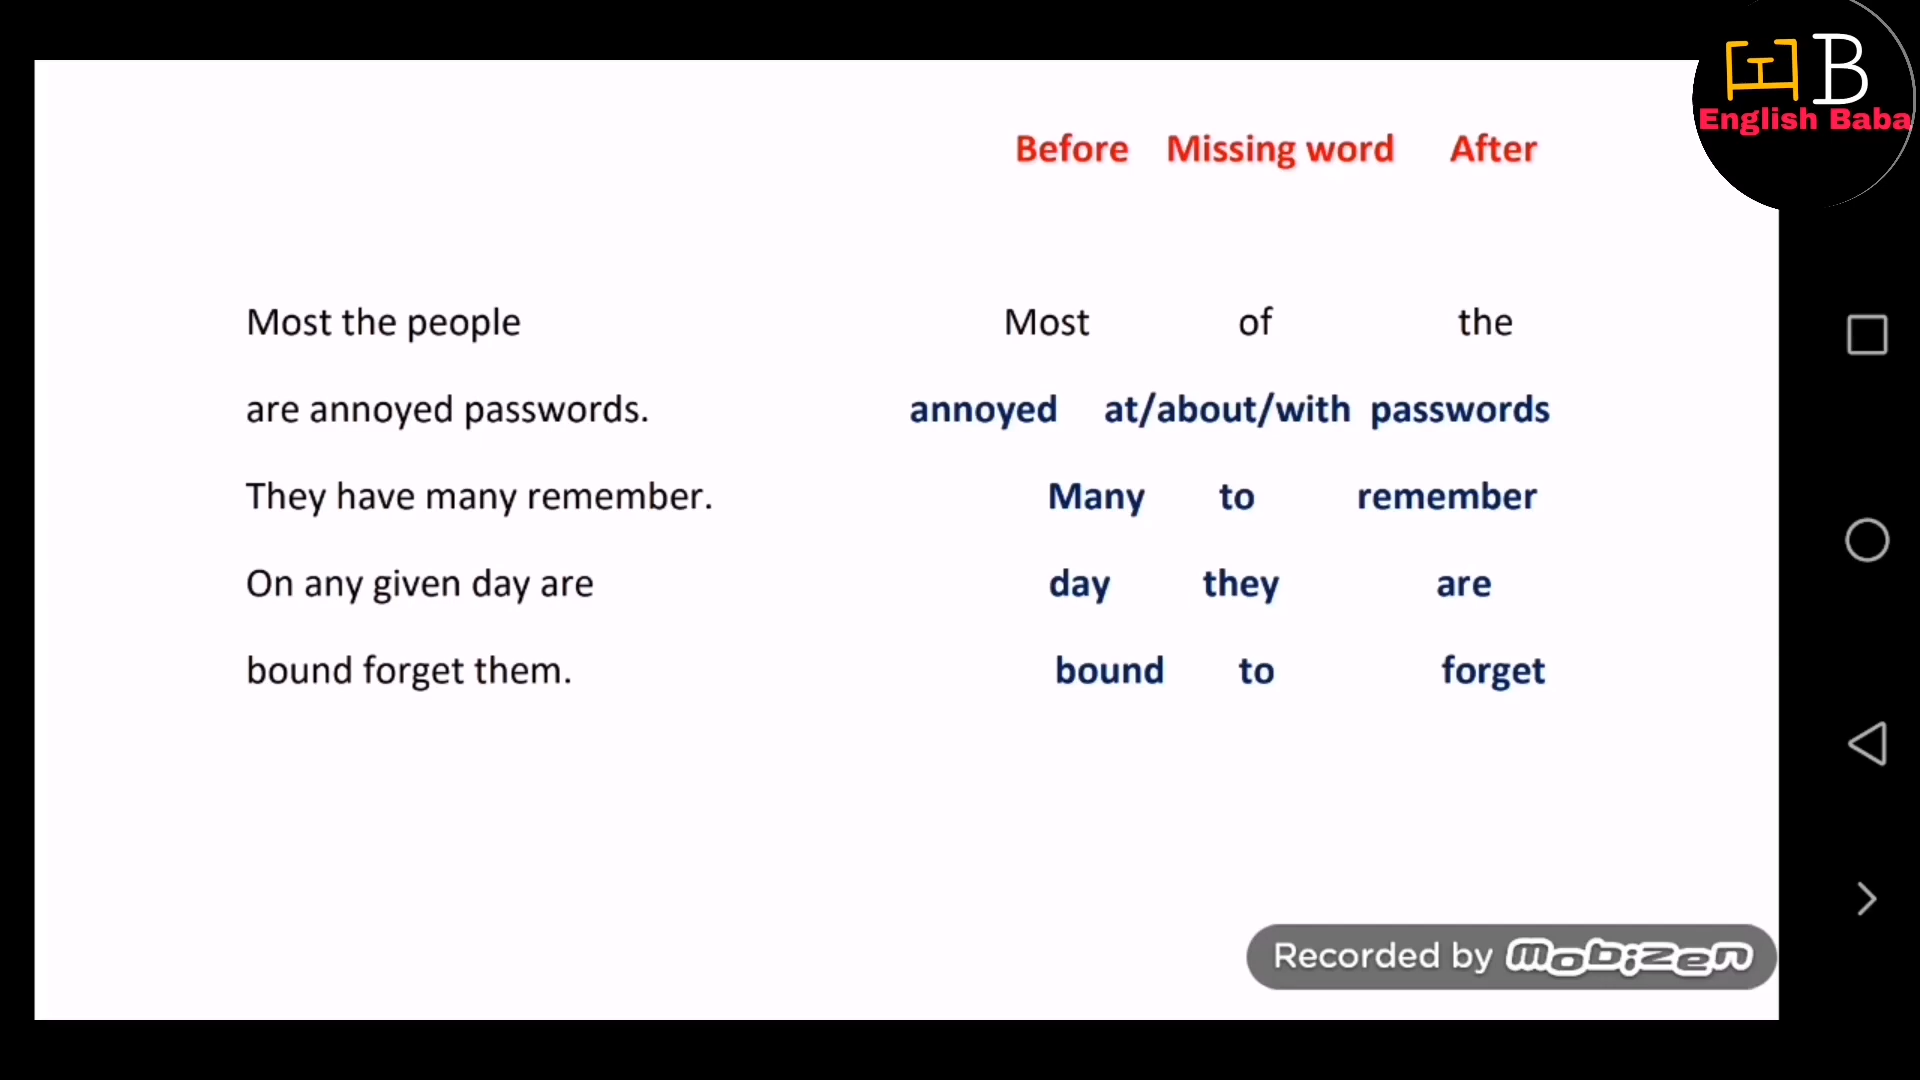 B
English Baba
Before Missing word After
Most the people Most of the
are annoyed passwords. annoyed at/about/with passwords
They have many remember. Many to remember
On any given day are day they are
bound forget them. bound to forget
Recorded by mobizen